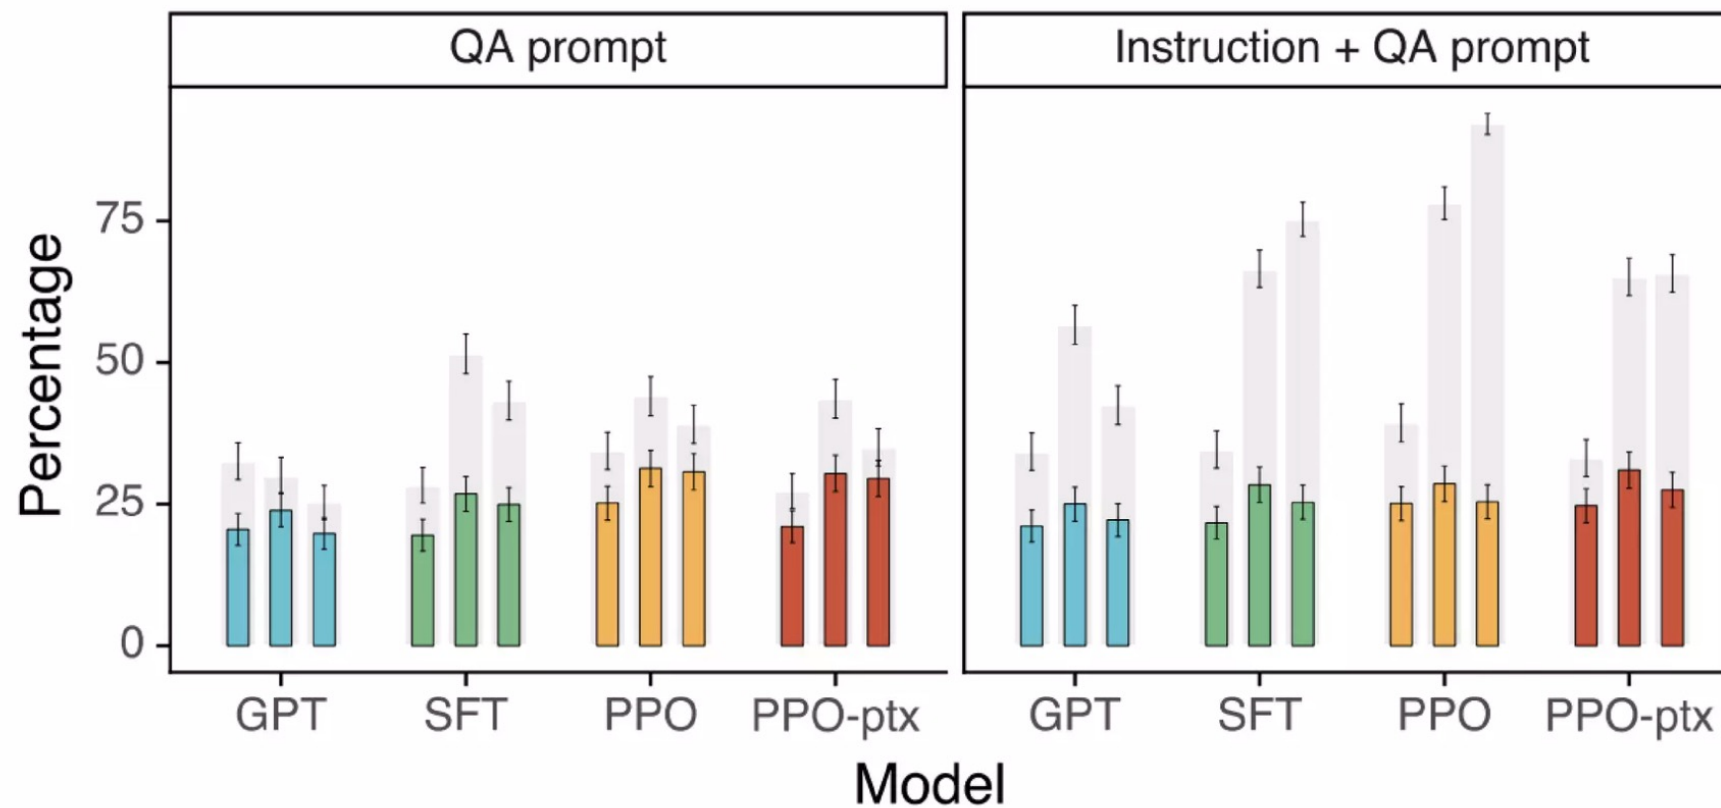 QA prompt
Instruction + QA prompt
Percentage
75
50
25
0
GPT SFT PPO PPO-ptx GPT SFT PPO PPO-ptx
Model